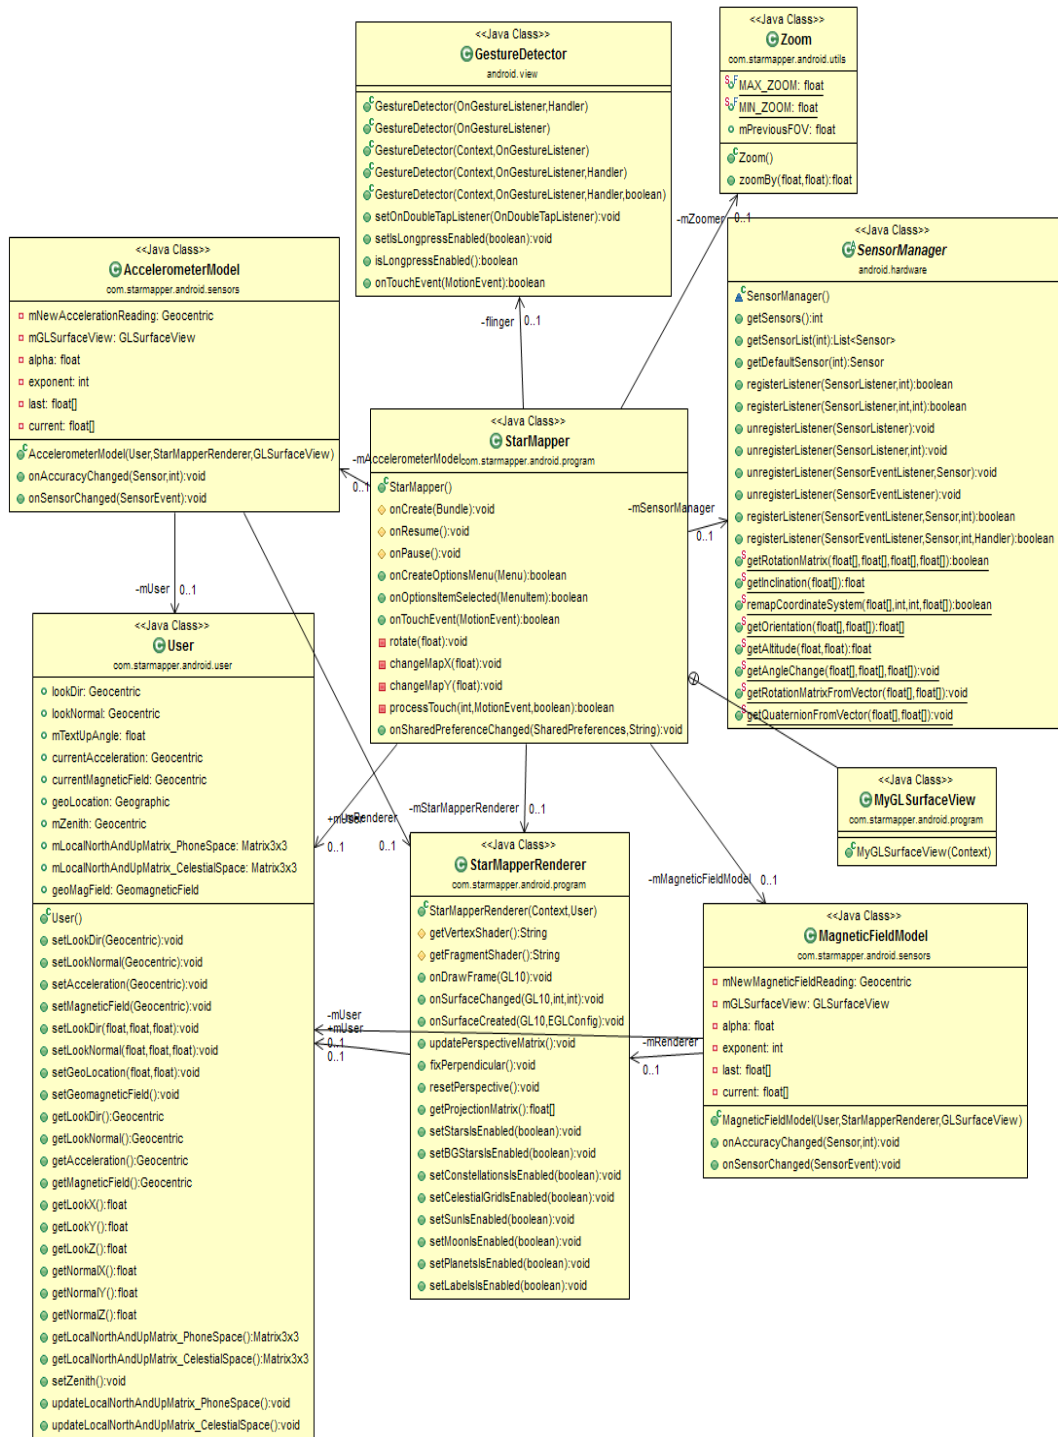 <<Java Class>>
GestureDetector
android.view
GestureDetector(OnGestureListener,Handler)
GestureDetector(OnGestureListener)
GestureDetector(Context,OnGestureListener)
GestureDetector(Context,OnGestureListener,Handler)
GestureDetector(Context,OnGestureListener,Handler,boolean)
setOnDoubleTapListener(OnDoubleTapListener):void
setIsLongpressEnabled(boolean):void
isLongpressEnabled():boolean
onTouchEvent(MotionEvent):boolean
<<Java Class>>
Zoom
com.starmapper.android.utils
MAX_ZOOM: float
MIN_ZOOM: float
mPreviousFOV: float
Zoom()
zoomBy(float,float):float
-mZoomer
0..1
<<Java Class>>
SensorManager
android.hardware
SensorManager()
getSensors():int
getSensorList(int):List<Sensor>
getDefaultSensor(int):Sensor
registerListener(SensorListener,int):boolean
registerListener(SensorListener,int,int):boolean
unregisterListener(SensorListener):void
unregisterListener(SensorListener,int):void
unregisterListener(SensorEventListener,Sensor):void
unregisterListener(SensorEventListener):void
registerListener(SensorEventListener,Sensor,int):boolean
registerListener(SensorEventListener,Sensor,int,Handler):boolean
getRotationMatrix(float[],float[],float[],float[]):boolean
getInclination(float[]):float
remapCoordinateSystem(float[],int,int,float[]):boolean
getOrientation(float[],float[]):float[]
getAltitude(float,float):float
getAngleChange(float[],float[],float[]):void
getRotationMatrixFromVector(float[],float[]):void
getQuaternionFromVector(float[],float[]):void
<<Java Class>>
AccelerometerModel
com.starmapper.android.sensors
mNewAccelerationReading: Geocentric
mGLSurfaceView: GLSurfaceView
alpha: float
exponent: int
last: float[]
current: float[]
AccelerometerModel(User,StarMapperRenderer,GLSurfaceView)
onAccuracyChanged(Sensor,int):void
onSensorChanged(SensorEvent):void
-flinger
0..1
<<Java Class>>
StarMapper
com.starmapper.android.program
StarMapper()
onCreate(Bundle):void
onResume():void
onPause():void
onCreateOptionsMenu(Menu):boolean
onOptionsItemSelected(MenuItem):boolean
onTouchEvent(MotionEvent):boolean
rotate(float):void
changeMapX(float):void
changeMapY(float):void
processTouch(int,MotionEvent,boolean):boolean
onSharedPreferenceChanged(SharedPreferences,String):void
-mAccelerometerModel
0..1
-mSensorManager
0..1
-mUser
0..1
<<Java Class>>
User
com.starmapper.android.user
lookDir: Geocentric
lookNormal: Geocentric
mTextUpAngle: float
currentAcceleration: Geocentric
currentMagneticField: Geocentric
geoLocation: Geographic
mZenith: Geocentric
mLocalNorthAndUpMatrix_PhoneSpace: Matrix3x3
mLocalNorthAndUpMatrix_CelestialSpace: Matrix3x3
geoMagField: GeomagneticField
User()
setLookDir(Geocentric):void
setLookNormal(Geocentric):void
setAcceleration(Geocentric):void
setMagneticField(Geocentric):void
setLookDir(float,float,float):void
setLookNormal(float,float,float):void
setGeoLocation(float,float):void
setGeomagneticField():void
getLookDir():Geocentric
getLookNormal():Geocentric
getAcceleration():Geocentric
getMagneticField():Geocentric
getLookX():float
getLookY():float
getLookZ():float
getNormalX():float
getNormalY():float
getNormalZ():float
getLocalNorthAndUpMatrix_PhoneSpace():Matrix3x3
getLocalNorthAndUpMatrix_CelestialSpace():Matrix3x3
setZenith():void
updateLocalNorthAndUpMatrix_PhoneSpace():void
updateLocalNorthAndUpMatrix_CelestialSpace():void
+mUser
0..1
-mRenderer
0..1
-mStarMapperRenderer
0..1
<<Java Class>>
StarMapperRenderer
com.starmapper.android.program
StarMapperRenderer(Context,User)
getVertexShader():String
getFragmentShader():String
onDrawFrame(GL10):void
onSurfaceChanged(GL10,int,int):void
onSurfaceCreated(GL10,EGLConfig):void
updatePerspectiveMatrix():void
fixPerpendicular():void
resetPerspective():void
getProjectionMatrix():float[]
setStarsIsEnabled(boolean):void
setBGStarsIsEnabled(boolean):void
setConstellationsIsEnabled(boolean):void
setCelestialGridIsEnabled(boolean):void
setSunIsEnabled(boolean):void
setMoonIsEnabled(boolean):void
setPlanetsIsEnabled(boolean):void
setLabelsIsEnabled(boolean):void
-mUser
+mUser
0..1
0..1
-mRenderer
0..1
-mMagneticFieldModel
0..1
<<Java Class>>
MyGLSurfaceView
com.starmapper.android.program
MyGLSurfaceView(Context)
<<Java Class>>
MagneticFieldModel
com.starmapper.android.sensors
mNewMagneticFieldReading: Geocentric
mGLSurfaceView: GLSurfaceView
alpha: float
exponent: int
last: float[]
current: float[]
MagneticFieldModel(User,StarMapperRenderer,GLSurfaceView)
onAccuracyChanged(Sensor,int):void
onSensorChanged(SensorEvent):void